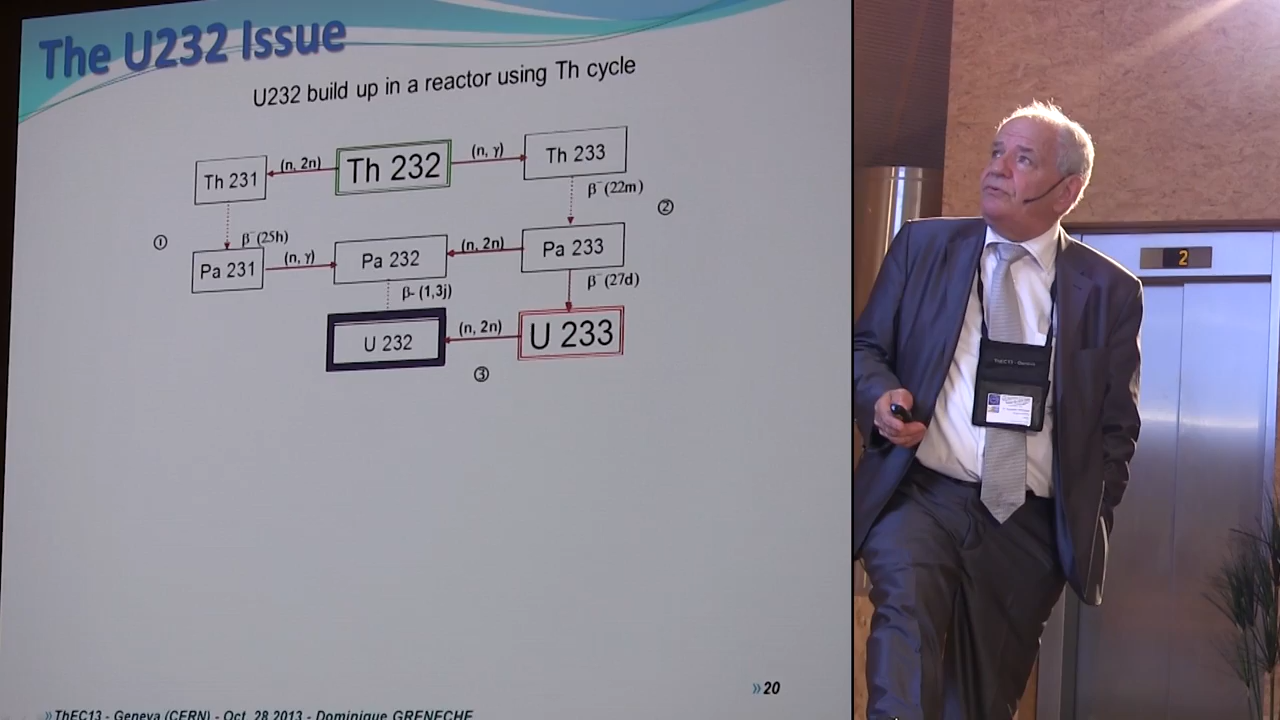 The U232 Issue
U232 build up in a reactor using Th cycle
Th 231
(n, 2n)
Th 232
(n, γ)
Th 233
β⁻(22m)
②
①
β⁻(25h)
Pa 231
(n, γ)
Pa 232
(n, 2n)
Pa 233
β- (1,3j)
β⁻(27d)
U 232
(n, 2n)
U 233
③
»20
»ThEC13 - Geneva (CERN) - Oct. 28 2013 - Dominique GRENECHE
2
ThEC13 - Geneva